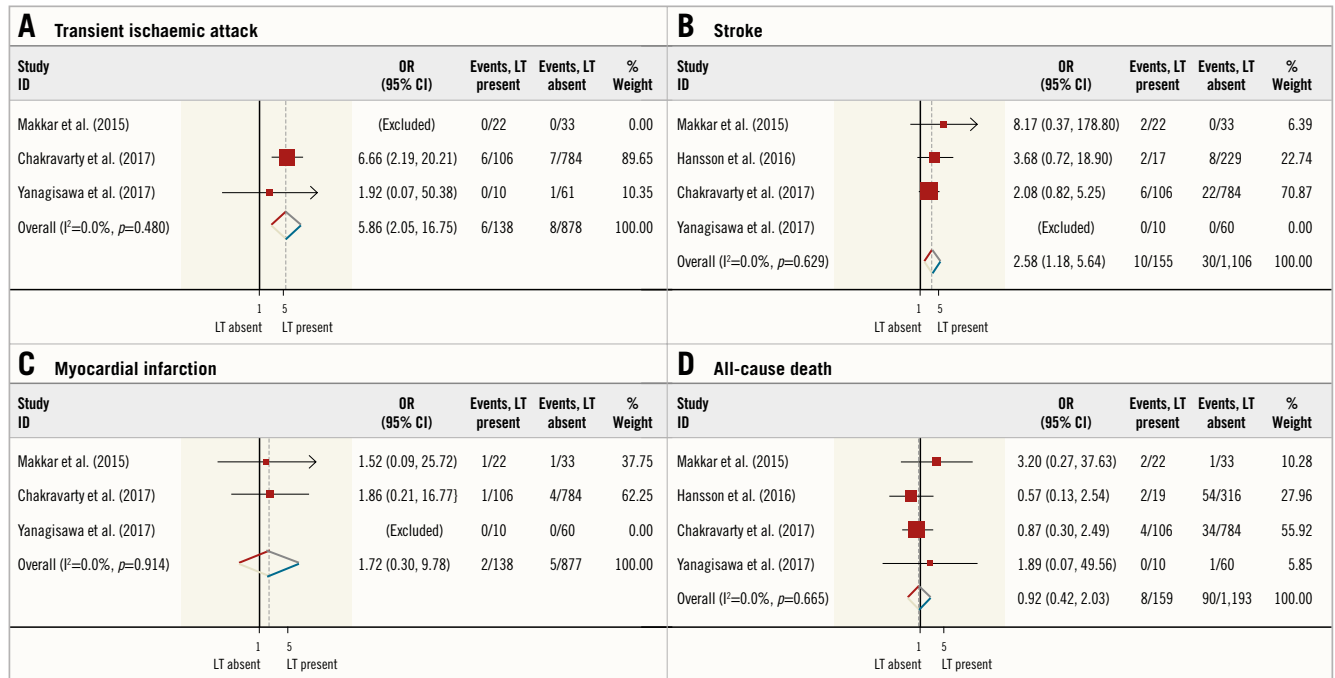 A Transient ischaemic attack
Study ID OR (95% CI) Events, LT present Events, LT absent % Weight
Makkar et al. (2015) (Excluded) 0/22 0/33 0.00
Chakravarty et al. (2017) 6.66 (2.19, 20.21) 6/106 7/784 89.65
Yanagisawa et al. (2017) 1.92 (0.07, 50.38) 0/10 1/61 10.35
Overall (I²=0.0%, p=0.480) 5.86 (2.05, 16.75) 6/138 8/878 100.00
1 5
LT absent LT present
B Stroke
Study ID OR (95% CI) Events, LT present Events, LT absent % Weight
Makkar et al. (2015) 8.17 (0.37, 178.80) 2/22 0/33 6.39
Hansson et al. (2016) 3.68 (0.72, 18.90) 2/17 8/229 22.74
Chakravarty et al. (2017) 2.08 (0.82, 5.25) 6/106 22/784 70.87
Yanagisawa et al. (2017) (Excluded) 0/10 0/60 0.00
Overall (I²=0.0%, p=0.629) 2.58 (1.18, 5.64) 10/155 30/1,106 100.00
1 5
LT absent LT present
C Myocardial infarction
Study ID OR (95% CI) Events, LT present Events, LT absent % Weight
Makkar et al. (2015) 1.52 (0.09, 25.72) 1/22 1/33 37.75
Chakravarty et al. (2017) 1.86 (0.21, 16.77} 1/106 4/784 62.25
Yanagisawa et al. (2017) (Excluded) 0/10 0/60 0.00
Overall (I²=0.0%, p=0.914) 1.72 (0.30, 9.78) 2/138 5/877 100.00
1 5
LT absent LT present
D All-cause death
Study ID OR (95% CI) Events, LT present Events, LT absent % Weight
Makkar et al. (2015) 3.20 (0.27, 37.63) 2/22 1/33 10.28
Hansson et al. (2016) 0.57 (0.13, 2.54) 2/19 54/316 27.96
Chakravarty et al. (2017) 0.87 (0.30, 2.49) 4/106 34/784 55.92
Yanagisawa et al. (2017) 1.89 (0.07, 49.56) 0/10 1/60 5.85
Overall (I²=0.0%, p=0.665) 0.92 (0.42, 2.03) 8/159 90/1,193 100.00
1 5
LT absent LT present